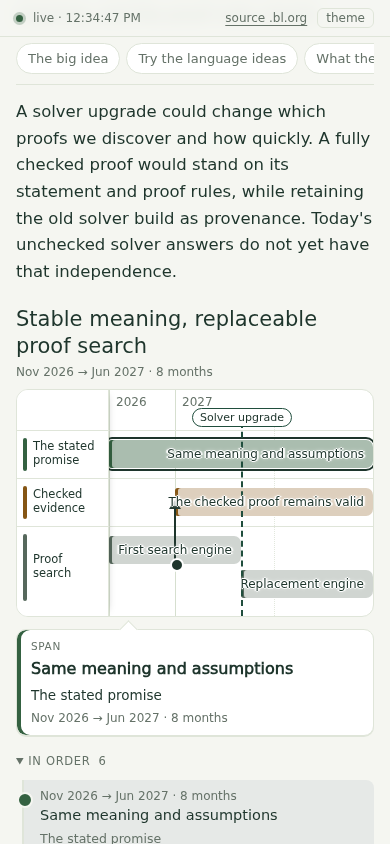 live · 12:34:47 PM
source .bl.org
theme
The big idea
Try the language ideas
What the
A solver upgrade could change which
proofs we discover and how quickly. A fully
checked proof would stand on its
statement and proof rules, while retaining
the old solver build as provenance. Today's
unchecked solver answers do not yet have
that independence.
Stable meaning, replaceable
proof search
Nov 2026 → Jun 2027 · 8 months
2026
2027
Solver upgrade
The stated
promise
Same meaning and assumptions
Checked
evidence
The checked proof remains valid
Proof
search
First search engine
Replacement engine
SPAN
Same meaning and assumptions
The stated promise
Nov 2026 → Jun 2027 · 8 months
▼ IN ORDER 6
Nov 2026 → Jun 2027 · 8 months
Same meaning and assumptions
The stated promise